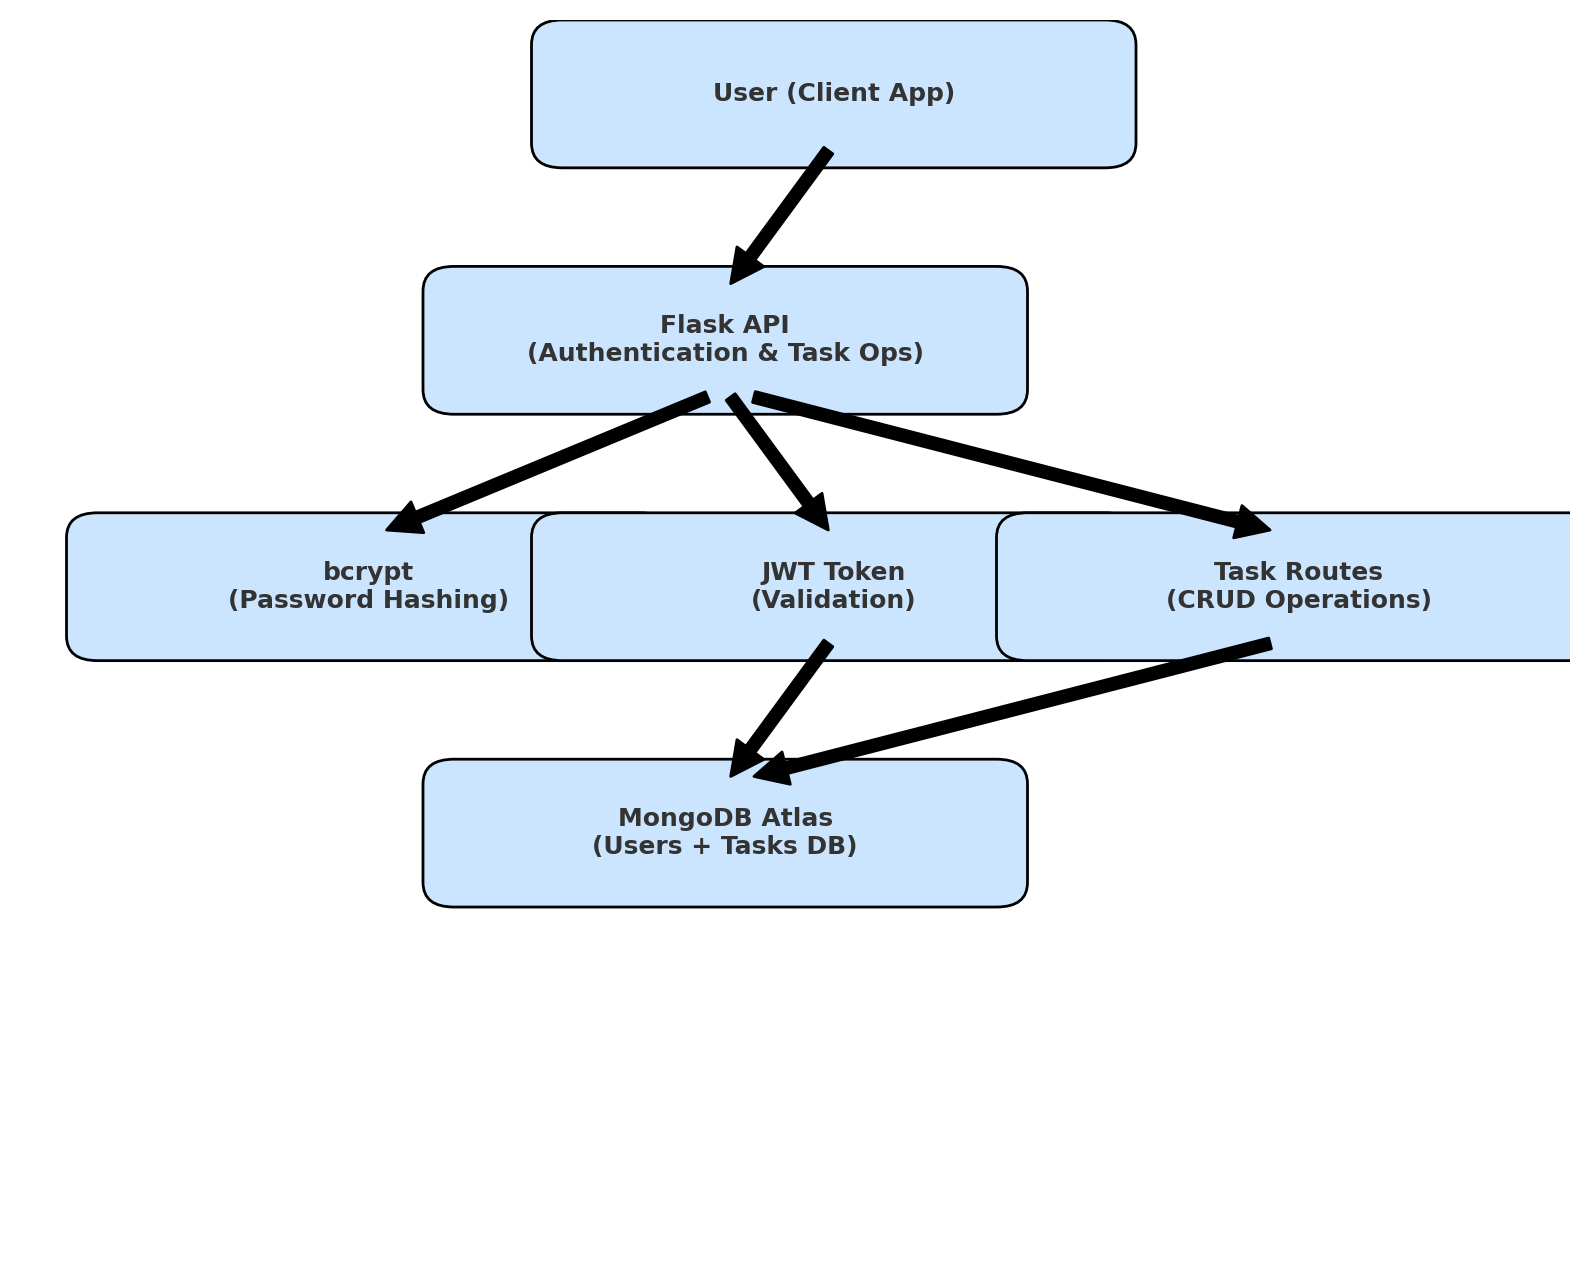 User (Client App)
Flask API
(Authentication & Task Ops)
bcrypt
(Password Hashing)
JWT Token
(Validation)
Task Routes
(CRUD Operations)
MongoDB Atlas
(Users + Tasks DB)